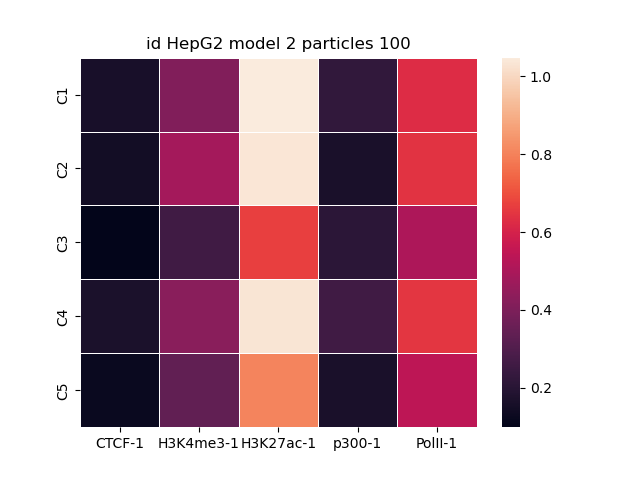 id HepG2 model 2 particles 100
C1
C2
C3
C4
C5
CTCF-1 H3K4me3-1 H3K27ac-1 p300-1 PolII-1
1.0
0.8
0.6
0.4
0.2